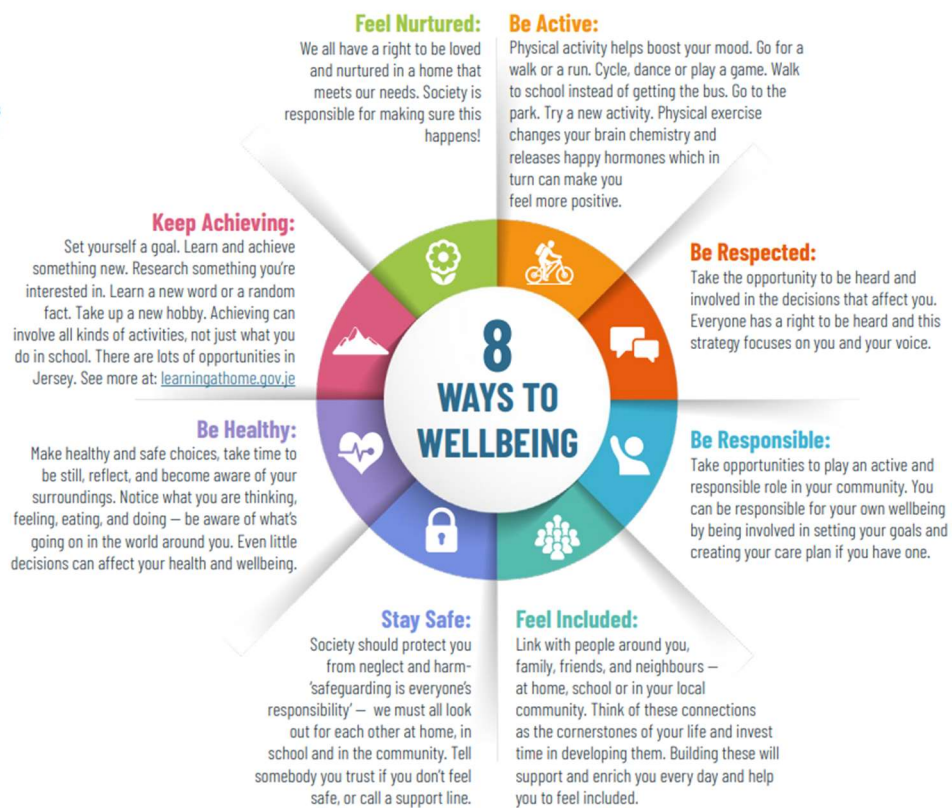 Feel Nurtured:
We all have a right to be loved
and nurtured in a home that
meets our needs. Society is
responsible for making sure this
happens!
Be Active:
Physical activity helps boost your mood. Go for a
walk or a run. Cycle, dance or play a game. Walk
to school instead of getting the bus. Go to the
park. Try a new activity. Physical exercise
changes your brain chemistry and
releases happy hormones which in
turn can make you
feel more positive.
Keep Achieving:
Set yourself a goal. Learn and achieve
something new. Research something you're
interested in. Learn a new word or a random
fact. Take up a new hobby. Achieving can
involve all kinds of activities, not just what you
do in school. There are lots of opportunities in
Jersey. See more at: learningathome.gov.je
Be Respected:
Take the opportunity to be heard and
involved in the decisions that affect you.
Everyone has a right to be heard and this
strategy focuses on you and your voice.
8
WAYS TO
WELLBEING
Be Healthy:
Make healthy and safe choices, take time to
be still, reflect, and become aware of your
surroundings. Notice what you are thinking,
feeling, eating, and doing — be aware of what's
going on in the world around you. Even little
decisions can affect your health and wellbeing.
Be Responsible:
Take opportunities to play an active and
responsible role in your community. You
can be responsible for your own wellbeing
by being involved in setting your goals and
creating your care plan if you have one.
Stay Safe:
Society should protect you
from neglect and harm-
'safeguarding is everyone's
responsibility' — we must all look
out for each other at home, in
school and in the community. Tell
somebody you trust if you don't feel
safe, or call a support line.
Feel Included:
Link with people around you,
family, friends, and neighbours —
at home, school or in your local
community. Think of these connections
as the cornerstones of your life and invest
time in developing them. Building these will
support and enrich you every day and help
you to feel included.